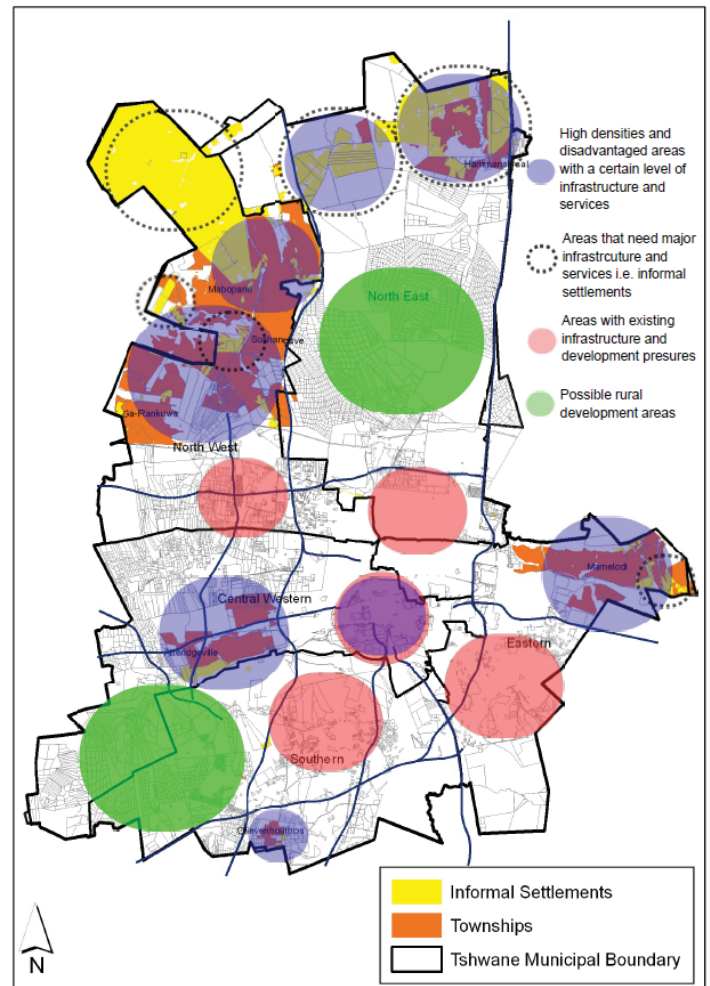 High densities and
disadvantaged areas
with a certain level of
infrastructure and
services
Areas that need major
infrastrcuture and
services i.e. informal
settlements
Areas with existing
infrastructure and
development presures
Possible rural
development areas
Hammanskraal
North East
Mabopane
Soshanguve
Ga-Rankuwa
North West
Mamelodi
Central Western
Atteridgeville
Eastern
Southern
Olievenhoutbos
Informal Settlements
Townships
Tshwane Municipal Boundary
N